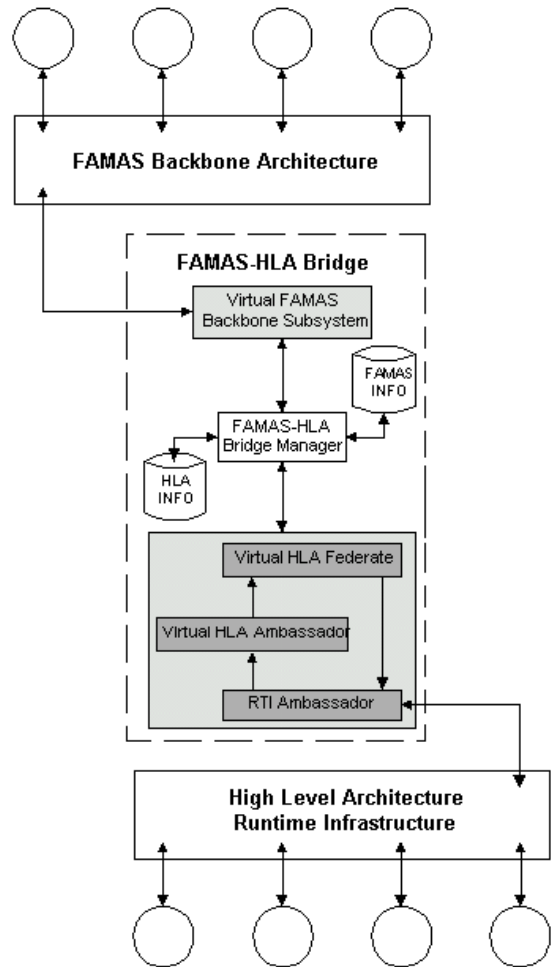 FAMAS Backbone Architecture
FAMAS-HLA Bridge
Virtual FAMAS
Backbone Subsystem
FAMAS
INFO
FAMAS-HLA
Bridge Manager
HLA
INFO
Virtual HLA Federate
Virtual HLA Ambassador
RTI Ambassador
High Level Architecture
Runtime Infrastructure